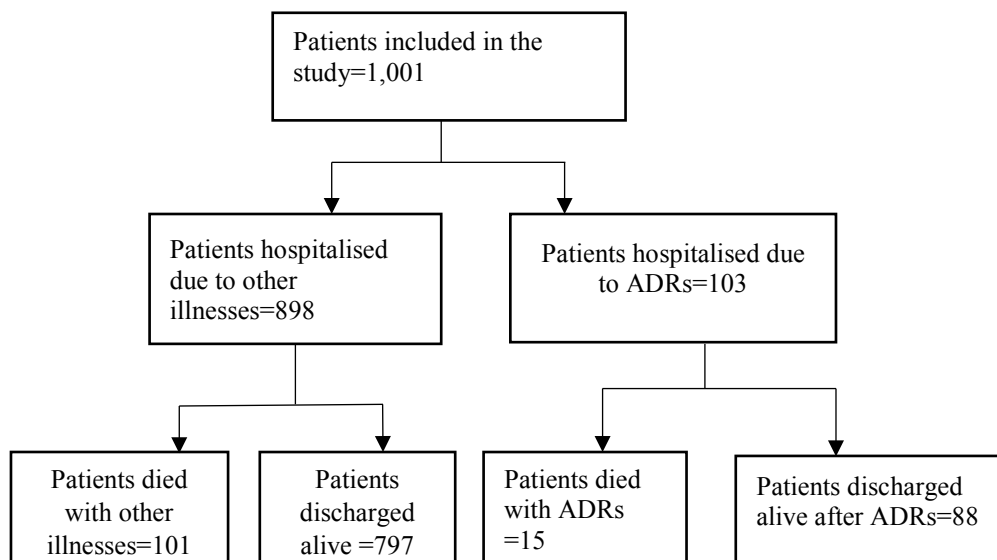 Patients included in the
study=1,001
Patients hospitalised
due to other
illnesses=898
Patients hospitalised due
to ADRs=103
Patients died
with other
illnesses=101
Patients
discharged
alive =797
Patients died
with ADRs
=15
Patients discharged
alive after ADRs=88